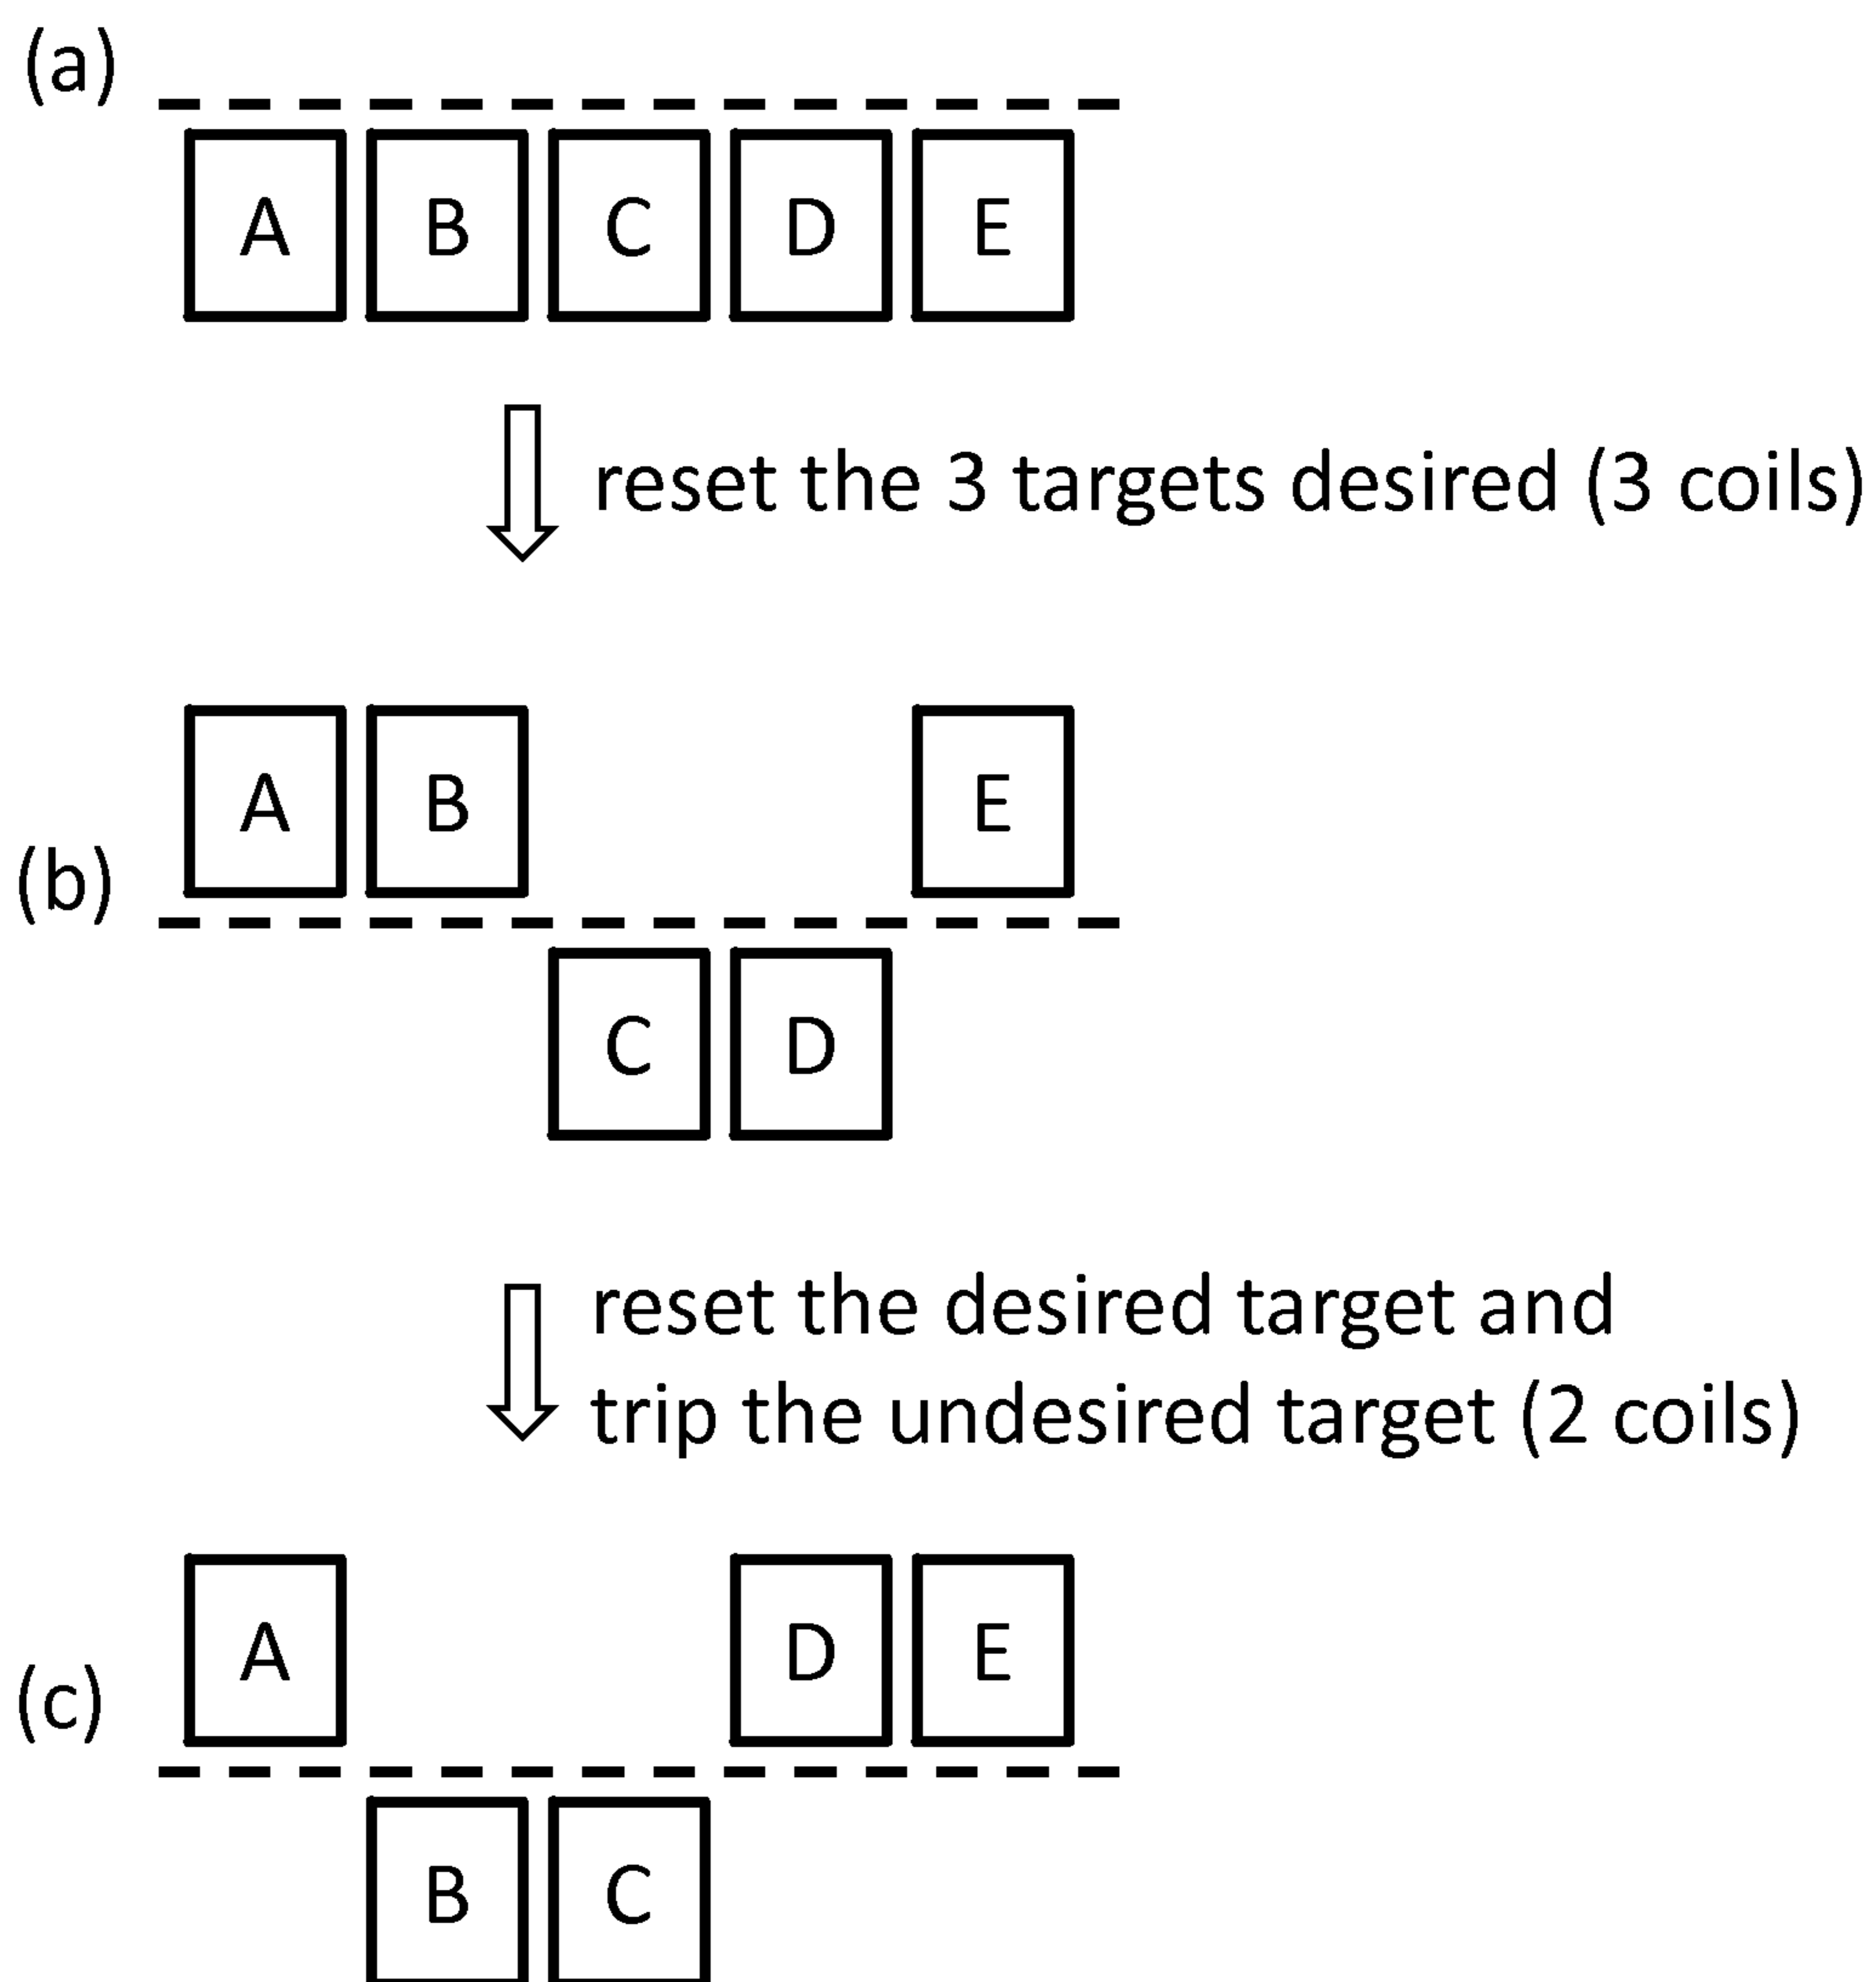 (a)
A B C D E
reset the 3 targets desired (3 coils)
A B E
(b)
C D
reset the desired target and
trip the undesired target (2 coils)
A D E
(c)
B C